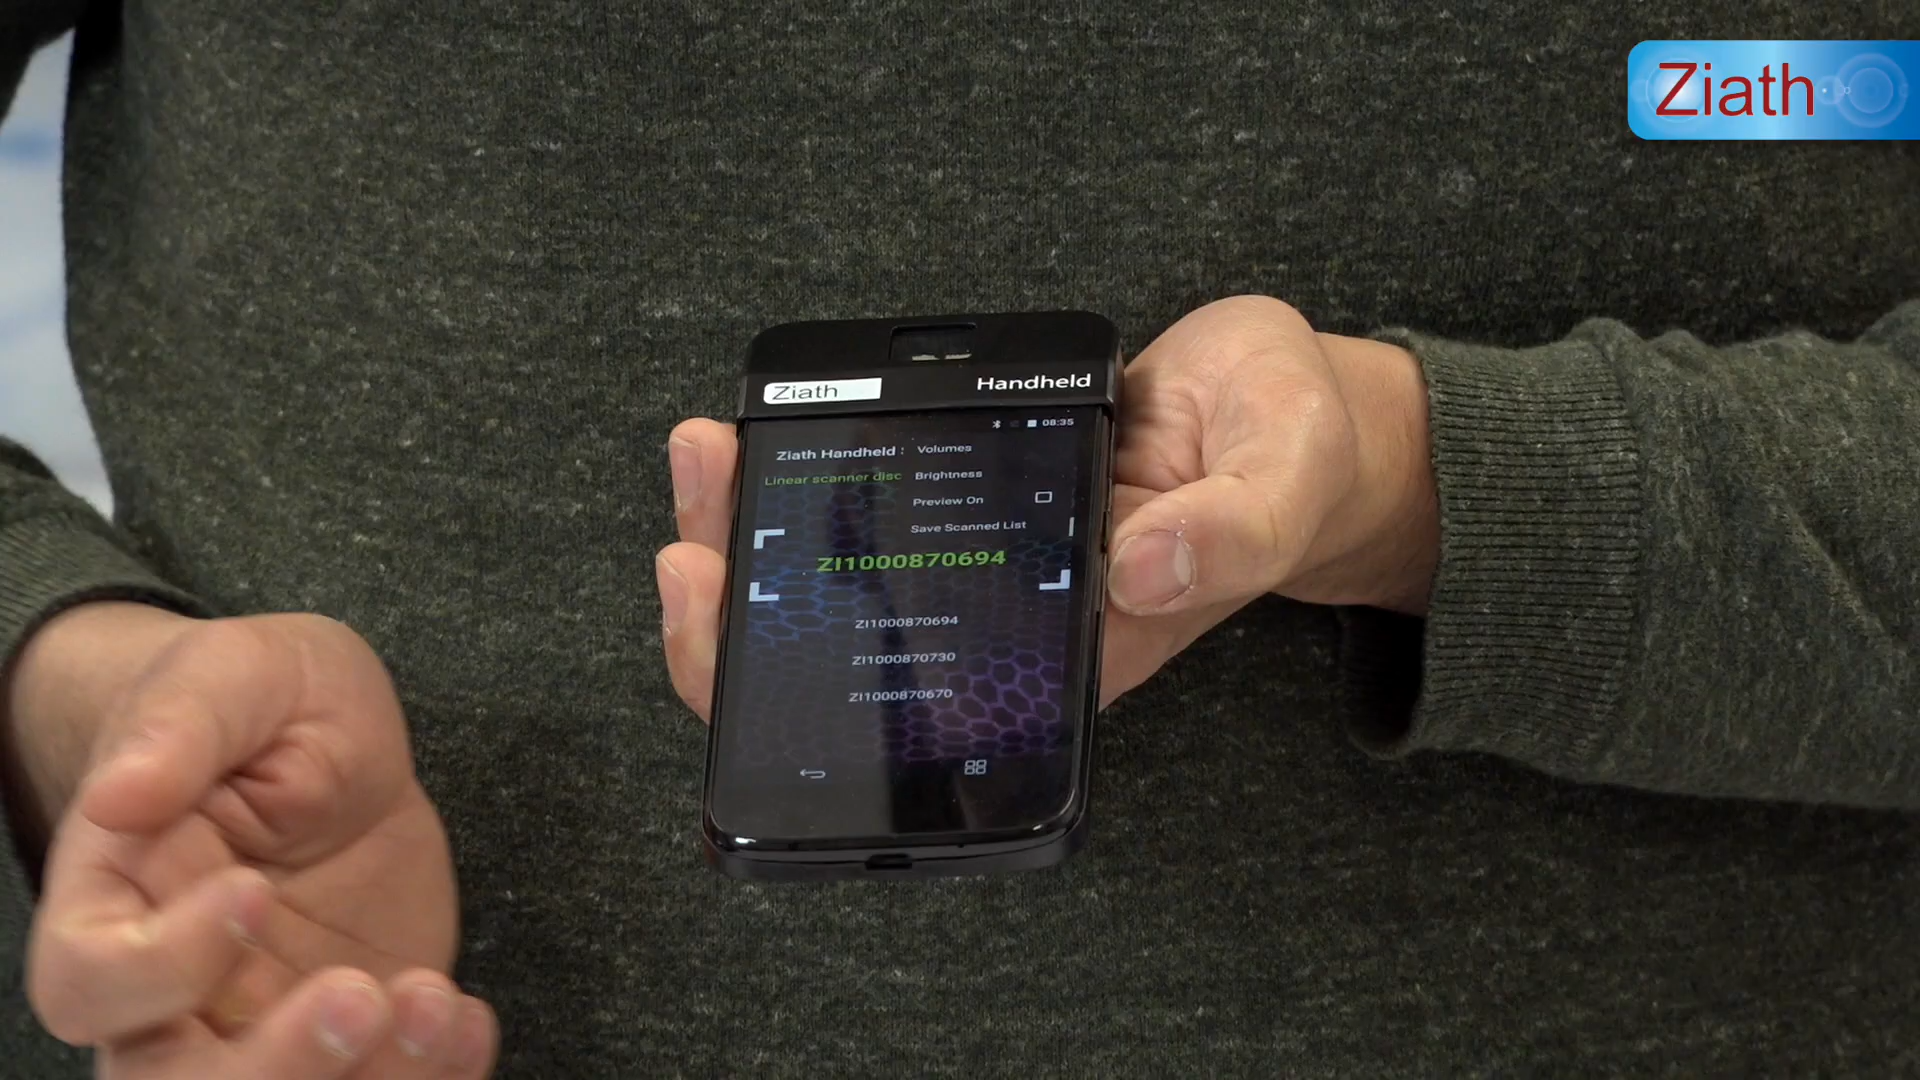 Ziath
Ziath
Handheld
08:35
Ziath Handheld :
Volumes
Linear scanner disc
Brightness
Preview On
Save Scanned List
ZI1000870694
ZI1000870694
ZI1000870730
ZI1000870670